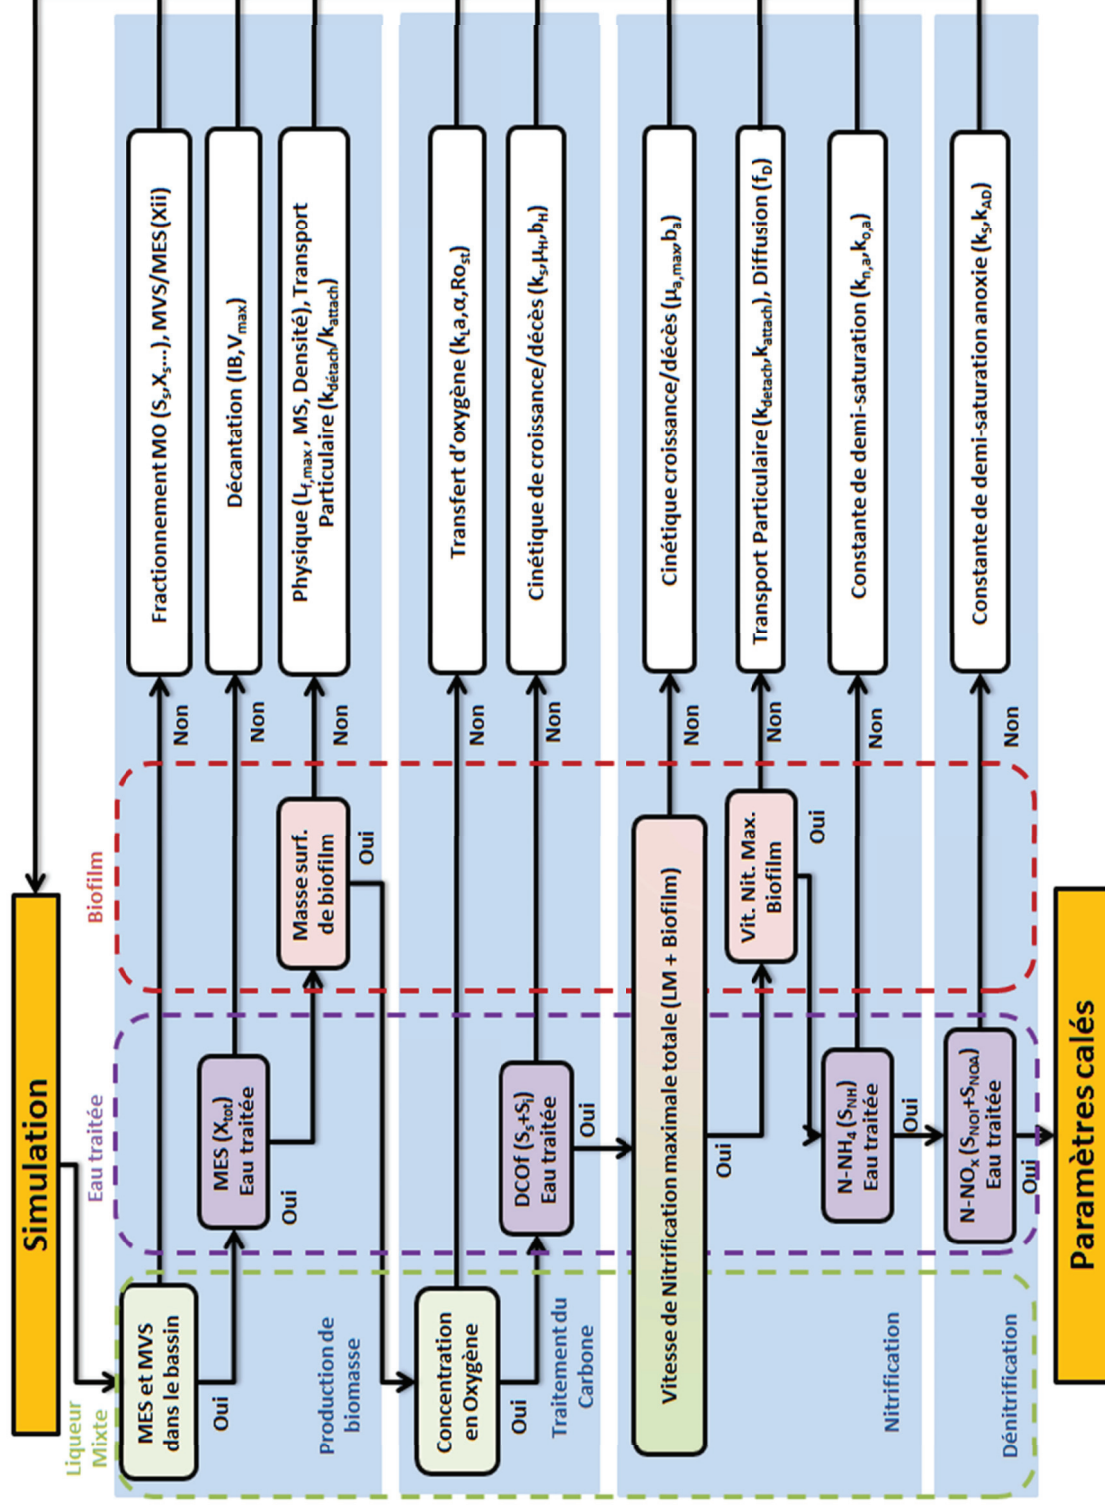 Simulation
Liqueur
Mixte
Eau traitée
Biofilm
MES et MVS
dans le bassin
Oui
Non
Fractionnement MO (Ss,Xs...), MVS/MES(Xii)
MES (Xtot)
Eau traitée
Oui
Non
Décantation (IB,Vmax)
Masse surf.
de biofilm
Oui
Non
Physique (Lf,max , MS, Densité), Transport
Particulaire (kdétach/kattach)
Production de
biomasse
Concentration
en Oxygène
Oui
Non
Transfert d'oxygène (kLa,α,Rost)
DCOf (Ss+Si)
Eau traitée
Oui
Non
Cinétique de croissance/décès (ks,µH,bH)
Traitement du
Carbone
Vitesse de Nitrification maximale totale (LM + Biofilm)
Oui
Non
Cinétique croissance/décès (µa,max,ba)
Vit. Nit. Max.
Biofilm
Oui
Non
Transport Particulaire (kdetach,kattach), Diffusion (fD)
N-NH4 (SNH)
Eau traitée
Oui
Non
Constante de demi-saturation (kn,a,ko,a)
Nitrification
N-NOx (SNOI+SNOA)
Eau traitée
Oui
Non
Constante de demi-saturation anoxie (ks,kAD)
Dénitrification
Paramètres calés